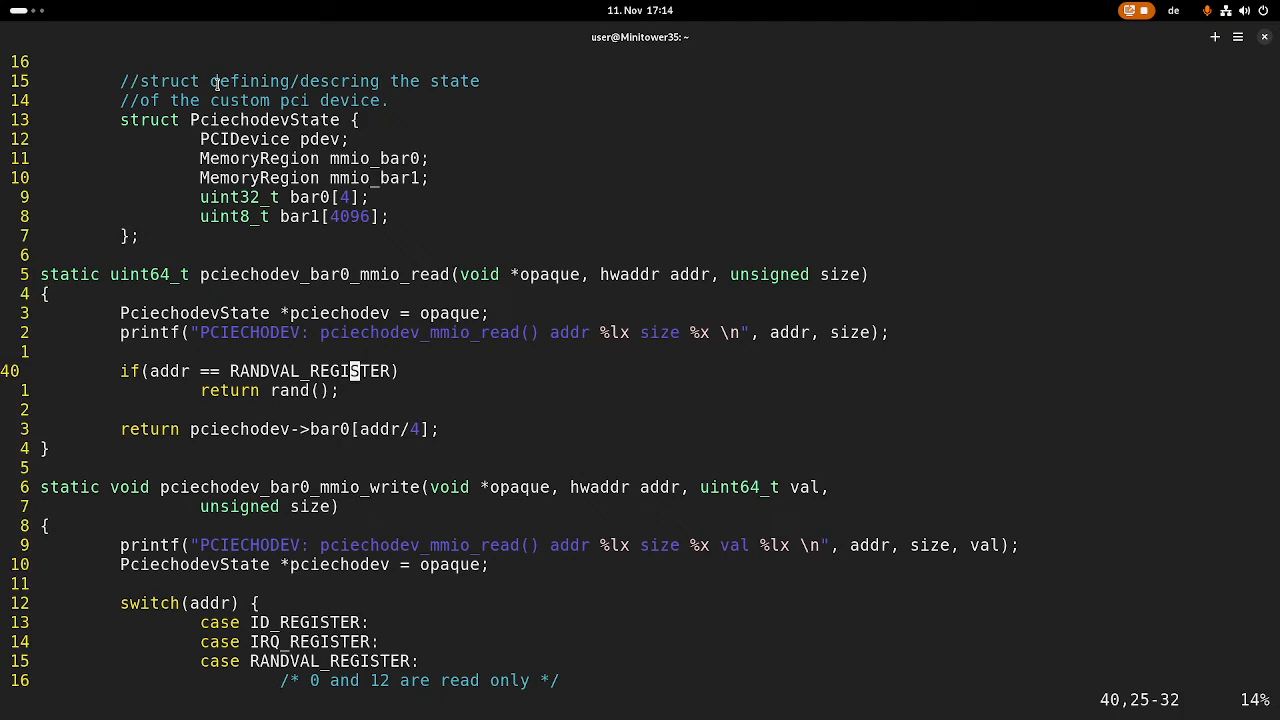 11. Nov 17:14
de
user@Minitower35: ~
16
15 //struct defining/descring the state
14 //of the custom pci device.
13 struct PciechodevState {
12 PCIDevice pdev;
11 MemoryRegion mmio_bar0;
10 MemoryRegion mmio_bar1;
9 uint32_t bar0[4];
8 uint8_t bar1[4096];
7 };
6
5 static uint64_t pciechodev_bar0_mmio_read(void *opaque, hwaddr addr, unsigned size)
4 {
3 PciechodevState *pciechodev = opaque;
2 printf("PCIECHODEV: pciechodev_mmio_read() addr %lx size %x \n", addr, size);
1
40 if(addr == RANDVAL_REGISTER)
1 return rand();
2
3 return pciechodev->bar0[addr/4];
4 }
5
6 static void pciechodev_bar0_mmio_write(void *opaque, hwaddr addr, uint64_t val,
7 unsigned size)
8 {
9 printf("PCIECHODEV: pciechodev_mmio_read() addr %lx size %x val %lx \n", addr, size, val);
10 PciechodevState *pciechodev = opaque;
11
12 switch(addr) {
13 case ID_REGISTER:
14 case IRQ_REGISTER:
15 case RANDVAL_REGISTER:
16 /* 0 and 12 are read only */
40,25-32 14%